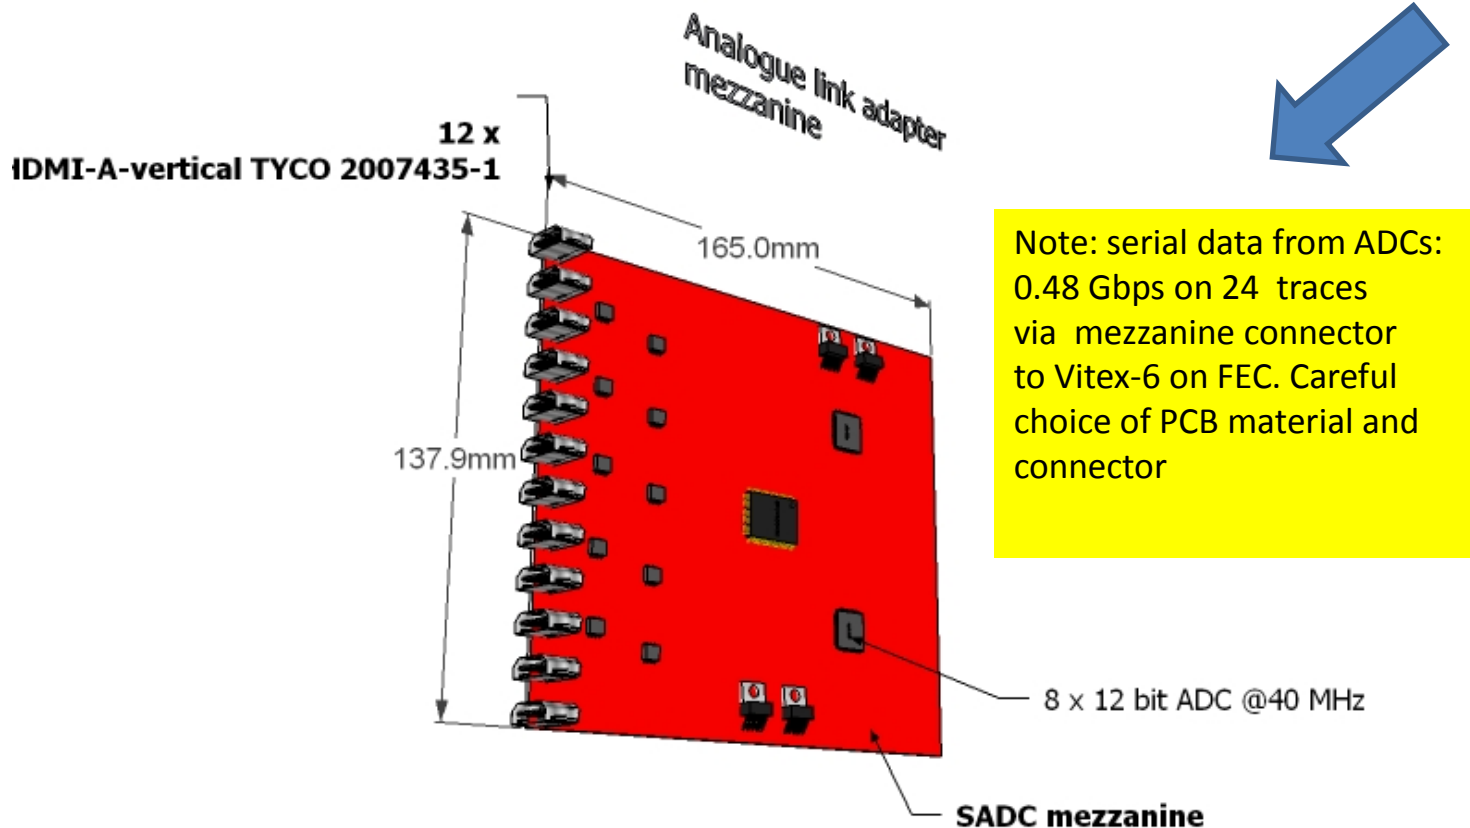 Analogue link adapter
mezzanine
12 x
HDMI-A-vertical TYCO 2007435-1
165.0mm
137.9mm
Note: serial data from ADCs:
0.48 Gbps on 24 traces
via mezzanine connector
to Vitex-6 on FEC. Careful
choice of PCB material and
connector
8 x 12 bit ADC @40 MHz
SADC mezzanine